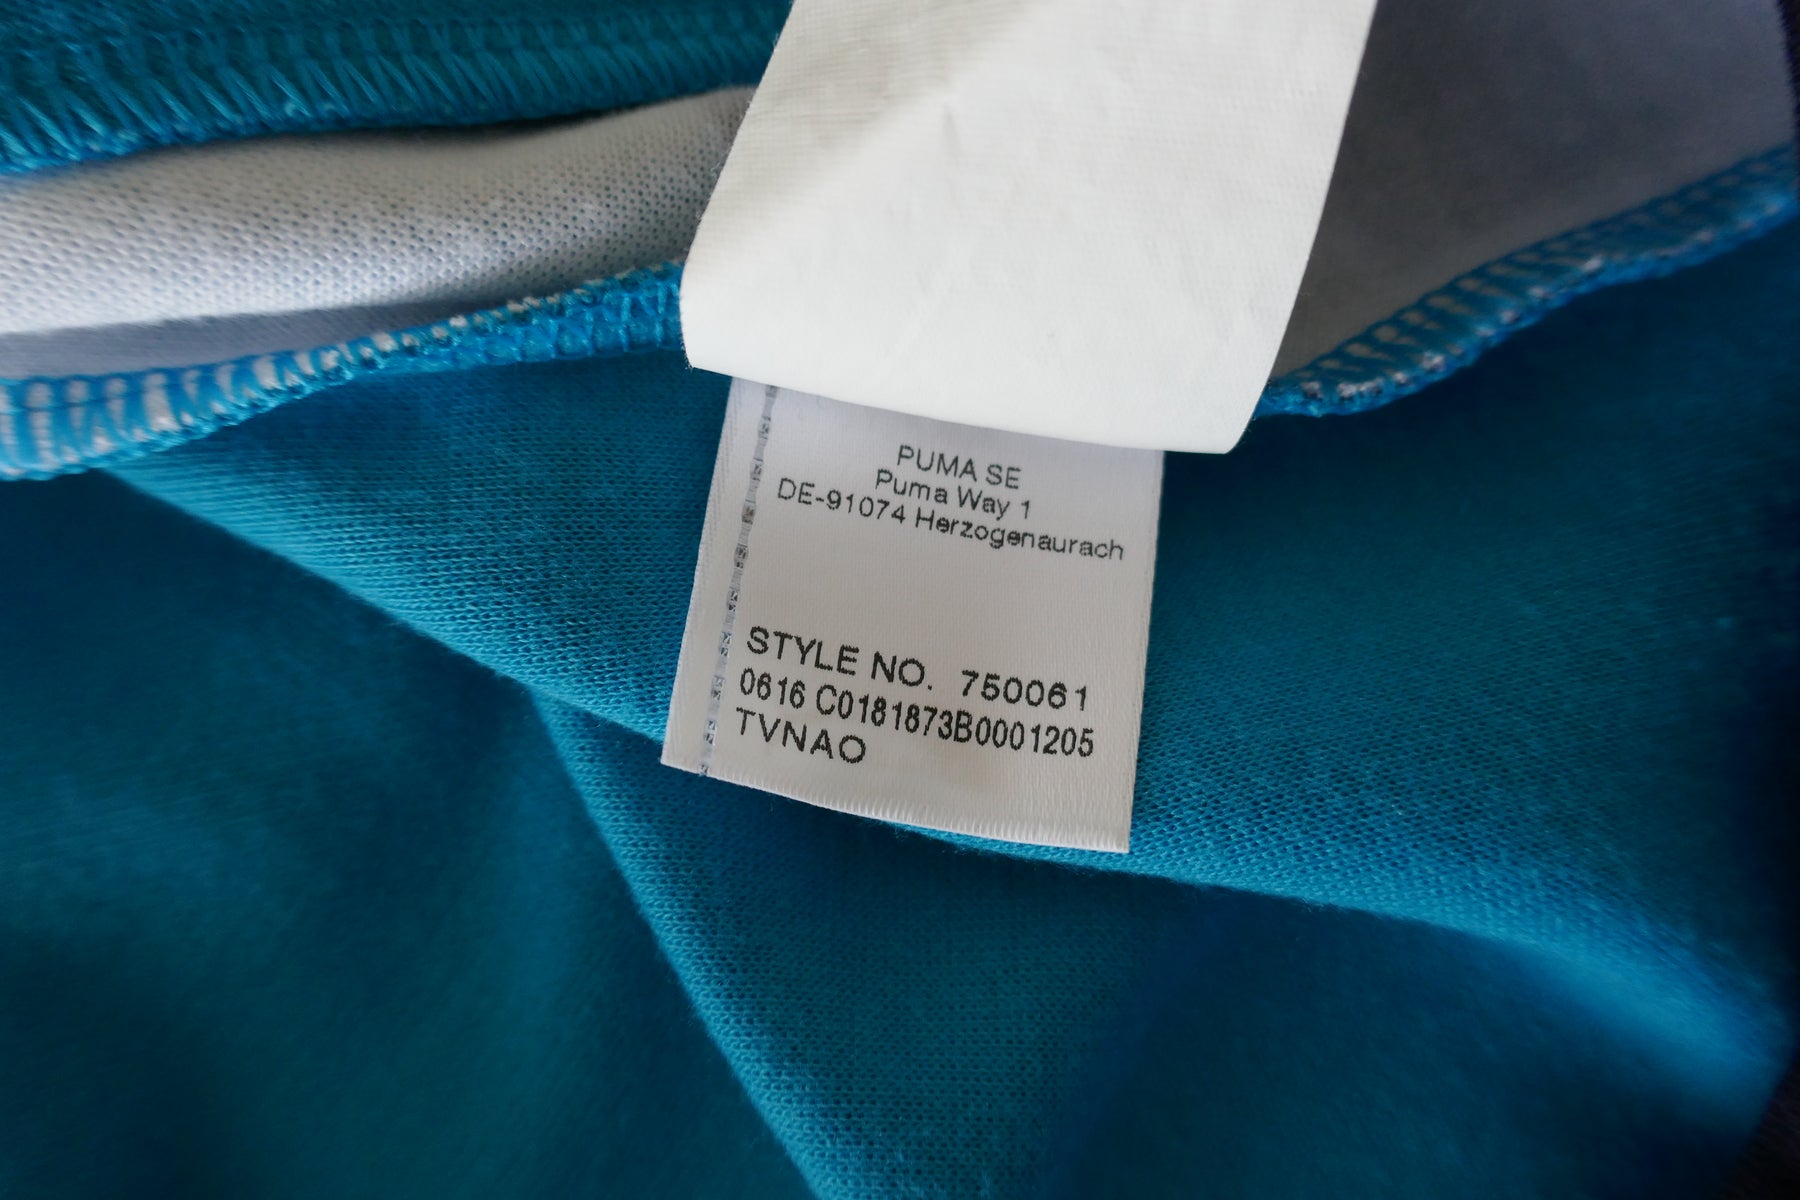 PUMA SE
Puma Way 1
DE-91074 Herzogenaurach
STYLE NO. 750061
0616 C0181873B0001205
TVNAO